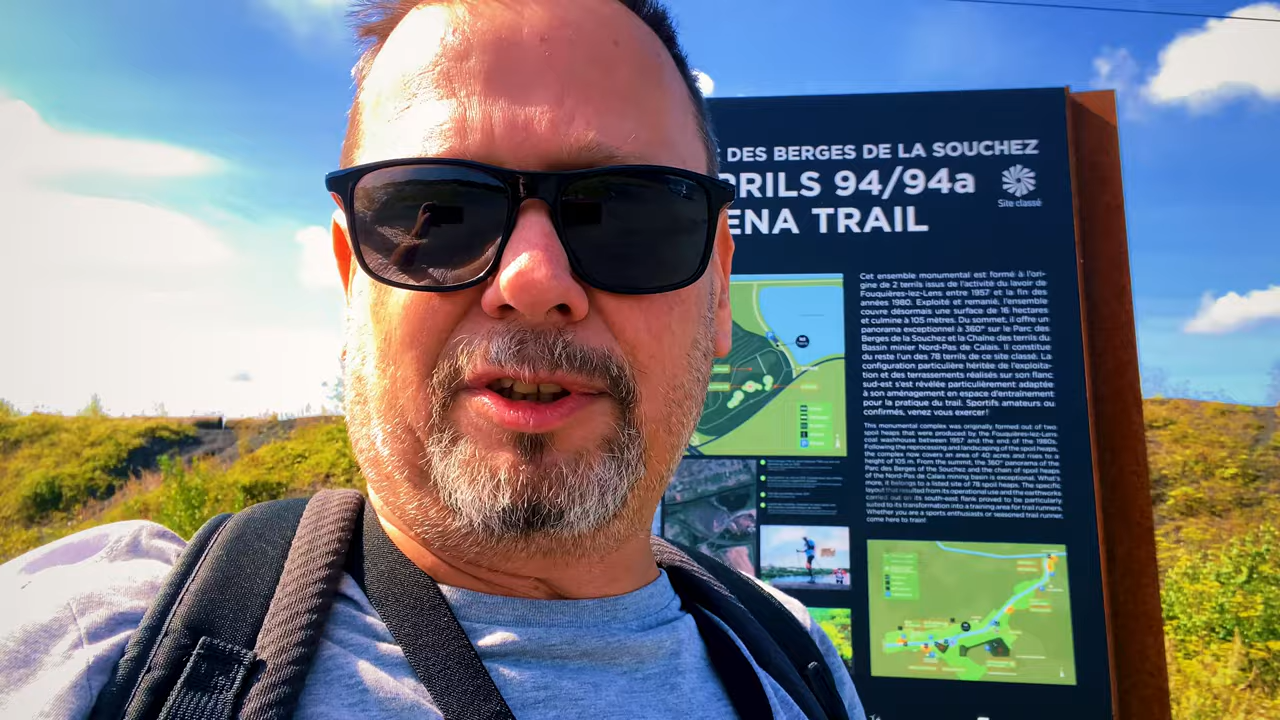 DES BERGES DE LA SOUCHEZ
RRILS 94/94a
ENA TRAIL
Site classé
Cet ensemble monumental est formé à l'ori-
gine de 2 terrils issus de l'activité du lavoir de
Fouquières-lez-Lens entre 1957 et la fin des
années 1980. Exploité et remanié, l'ensemble
couvre désormais une surface de 16 hectares
et culmine à 105 mètres. Du sommet, il offre un
panorama exceptionnel à 360° sur le Parc des
Berges de la Souchez et la Chaîne des terrils du
Bassin minier Nord-Pas de Calais. Il constitue
du reste l'un des 78 terrils de ce site classé. La
configuration particulière héritée de l'exploita-
tion et des terrassements réalisés sur son flanc
sud-est s'est révélée particulièrement adaptée
à son aménagement en espace d'entraînement
pour la pratique du trail. Sportifs amateurs ou
confirmés, venez vous exercer!
This monumental complex was originally formed out of two
spoil heaps that were produced by the Fouquières-lez-Lens
coal washhouse between 1957 and the end of the 1980s.
Following the reprocessing and landscaping of the spoil heaps,
the complex now covers an area of 40 acres and rises to a
height of 105 m. From the summit, the 360° panorama of the
Parc des Berges of the Souchez and the chain of spoil heaps
of the Nord-Pas de Calais mining basin is exceptional. What's
more, it belongs to a listed site of 78 spoil heaps. The specific
layout that resulted from its operational use and the earthworks
carried out on its south-east flank proved to be particularly
suited to its transformation into a training area for trail runners.
Whether you are a sports enthusiasts or seasoned trail runner,
come here to train!